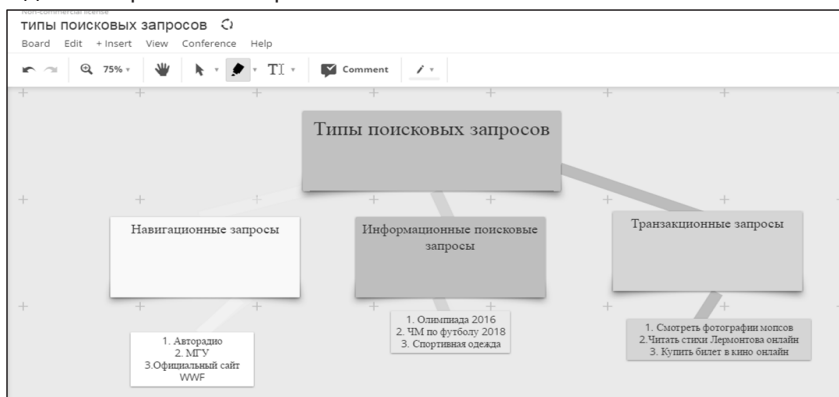 Non-commercial license
типы поисковых запросов
Board Edit + Insert View Conference Help
75% TI Comment
Типы поисковых запросов
Навигационные запросы
Информационные поисковые
запросы
Транзакционные запросы
1. Авторадио
2. МГУ
3.Официальный сайт
WWF
1. Олимпиада 2016
2. ЧМ по футболу 2018
3. Спортивная одежда
1. Смотреть фотографии мопсов
2.Читать стихи Лермонтова онлайн
3. Купить билет в кино онлайн